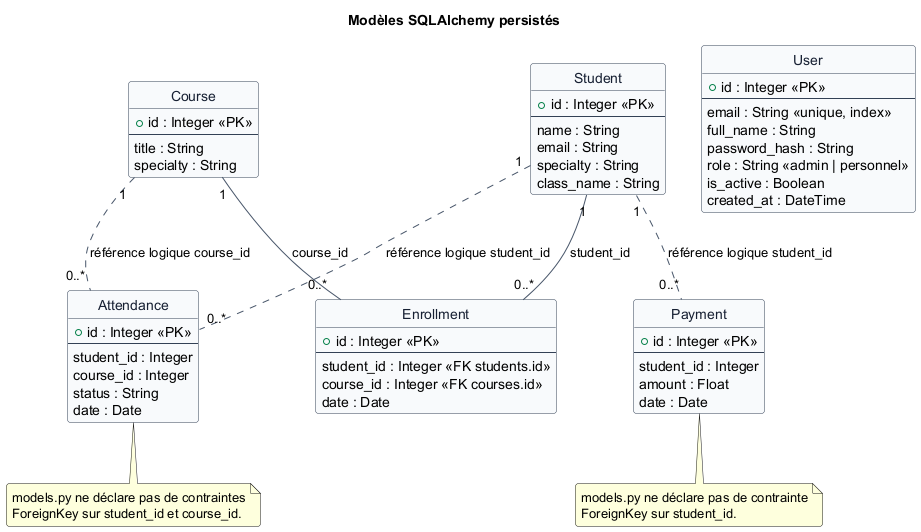 Modèles SQLAlchemy persistés
Course
id : Integer «PK»
title : String
specialty : String
Student
id : Integer «PK»
name : String
email : String
specialty : String
class_name : String
User
id : Integer «PK»
email : String «unique, index»
full_name : String
password_hash : String
role : String «admin | personnel»
is_active : Boolean
created_at : DateTime
1
1
1
1
1
référence logique course_id
course_id
référence logique student_id
student_id
référence logique student_id
0..*
0..*
0..*
0..*
0..*
Attendance
id : Integer «PK»
student_id : Integer
course_id : Integer
status : String
date : Date
Enrollment
id : Integer «PK»
student_id : Integer «FK students.id»
course_id : Integer «FK courses.id»
date : Date
Payment
id : Integer «PK»
student_id : Integer
amount : Float
date : Date
models.py ne déclare pas de contraintes
ForeignKey sur student_id et course_id.
models.py ne déclare pas de contrainte
ForeignKey sur student_id.